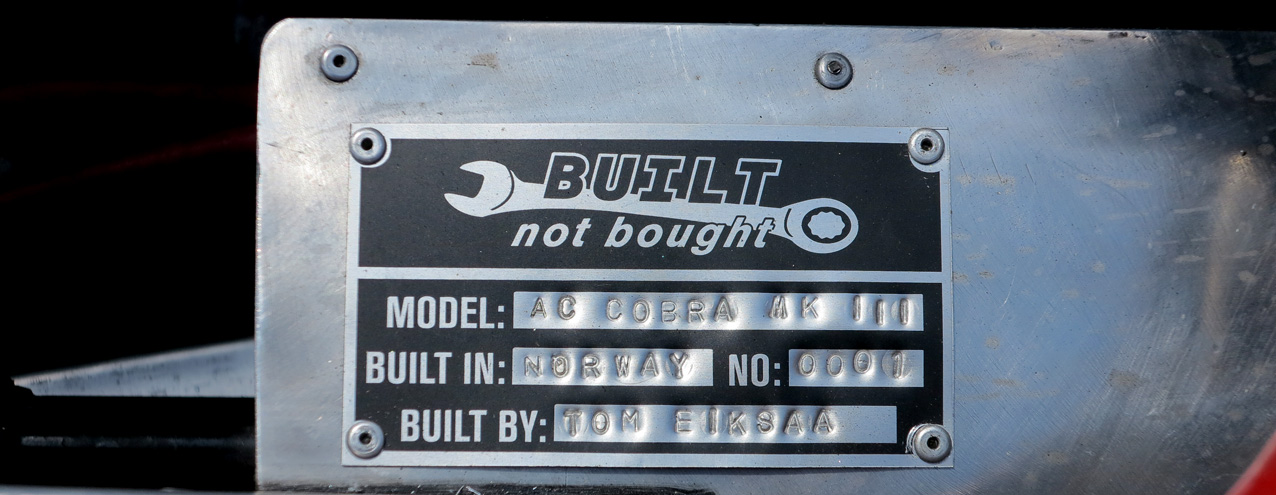 BUILT
not bought
MODEL: AC COBRA MK III
BUILT IN: NORWAY NO: 0001
BUILT BY: TOM EIKSAA